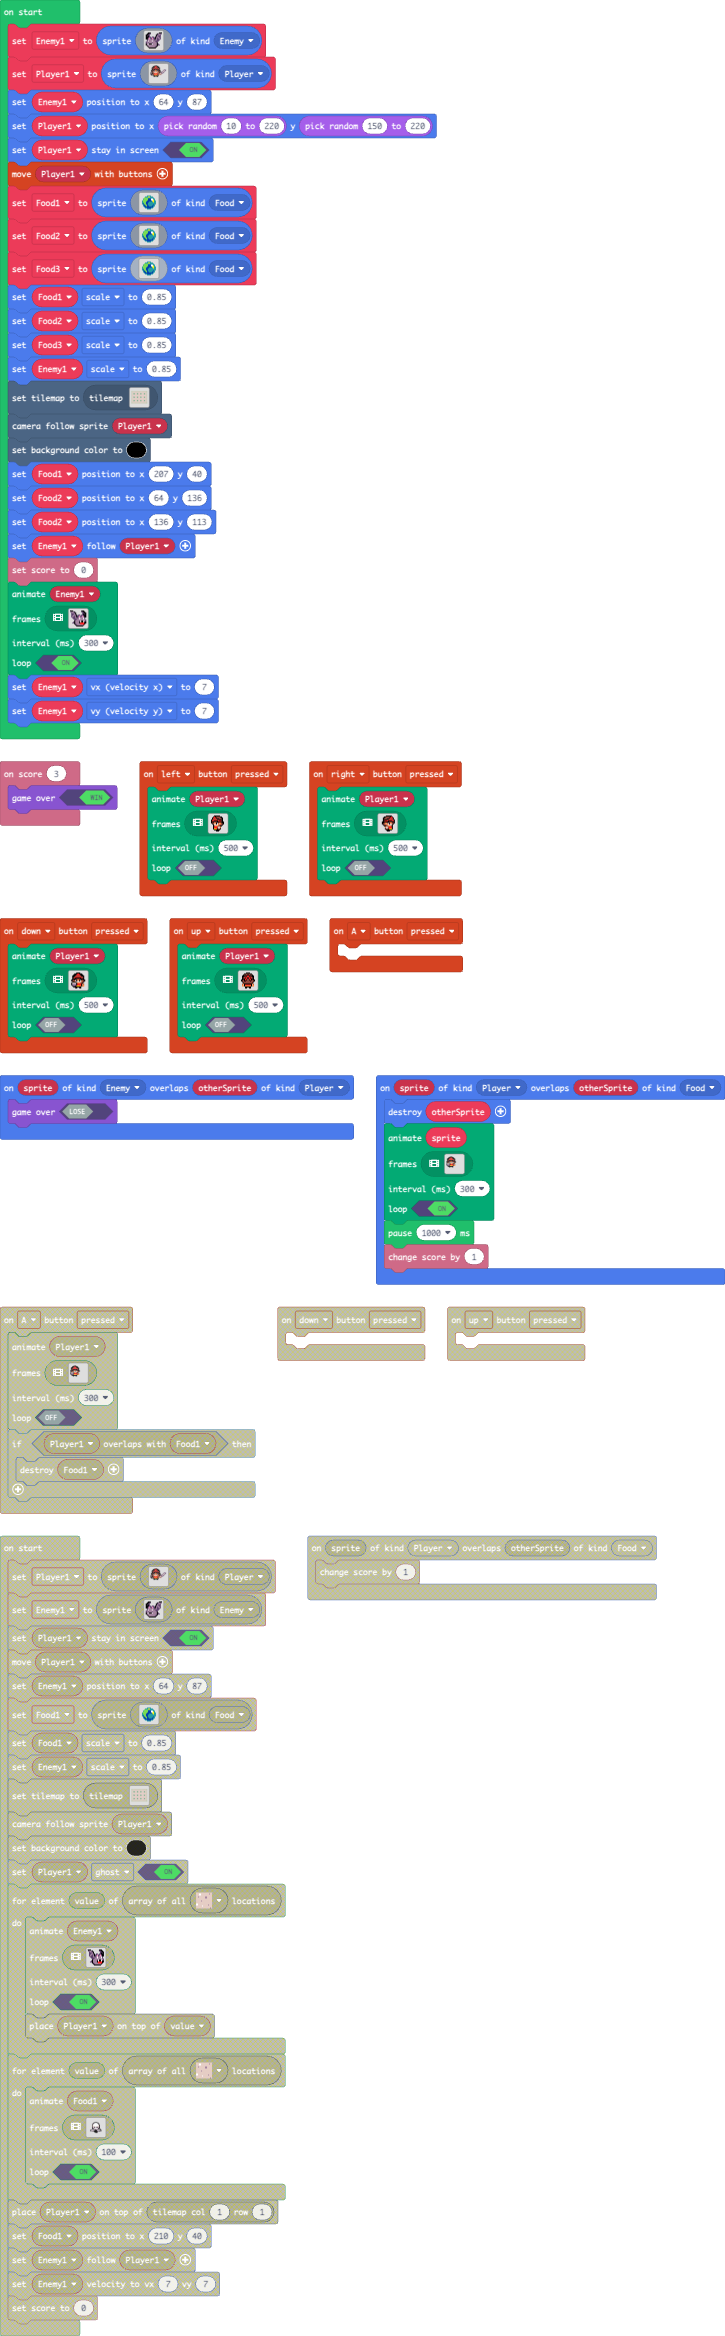 on start
set Enemy1 to sprite of kind Enemy
set Player1 to sprite of kind Player
set Enemy1 position to x 64 y 87
set Player1 position to x pick random 10 to 220 y pick random 150 to 220
set Player1 stay in screen ON
move Player1 with buttons
set Food1 to sprite of kind Food
set Food2 to sprite of kind Food
set Food3 to sprite of kind Food
set Food1 scale to 0.85
set Food2 scale to 0.85
set Food3 scale to 0.85
set Enemy1 scale to 0.85
set tilemap to tilemap
camera follow sprite Player1
set background color to
set Food1 position to x 207 y 40
set Food2 position to x 64 y 136
set Food2 position to x 136 y 113
set Enemy1 follow Player1
set score to 0
animate Enemy1
frames
interval (ms) 300
loop ON
set Enemy1 vx (velocity x) to 7
set Enemy1 vy (velocity y) to 7
on score 3
game over WIN
on left button pressed
animate Player1
frames
interval (ms) 500
loop OFF
on right button pressed
animate Player1
frames
interval (ms) 500
loop OFF
on down button pressed
animate Player1
frames
interval (ms) 500
loop OFF
on up button pressed
animate Player1
frames
interval (ms) 500
loop OFF
on A button pressed
on sprite of kind Enemy overlaps otherSprite of kind Player
game over LOSE
on sprite of kind Player overlaps otherSprite of kind Food
destroy otherSprite
animate sprite
frames
interval (ms) 300
loop ON
pause 1000 ms
change score by 1
on A button pressed
animate Player1
frames
interval (ms) 300
loop OFF
if Player1 overlaps with Food1 then
destroy Food1
on down button pressed
on up button pressed
on start
set Player1 to sprite of kind Player
set Enemy1 to sprite of kind Enemy
set Player1 stay in screen ON
move Player1 with buttons
set Enemy1 position to x 64 y 87
set Food1 to sprite of kind Food
set Food1 scale to 0.85
set Enemy1 scale to 0.85
set tilemap to tilemap
camera follow sprite Player1
set background color to
set Player1 ghost ON
for element value of array of all locations
do
animate Enemy1
frames
interval (ms) 300
loop ON
place Player1 on top of value
for element value of array of all locations
do
animate Food1
frames
interval (ms) 100
loop ON
place Player1 on top of tilemap col 1 row 1
set Food1 position to x 210 y 40
set Enemy1 follow Player1
set Enemy1 velocity to vx 7 vy 7
set score to 0
on sprite of kind Player overlaps otherSprite of kind Food
change score by 1